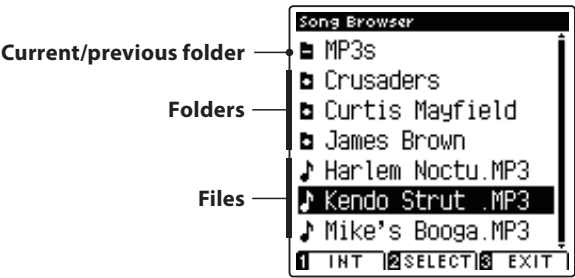 Song Browser
Current/previous folder
MP3s
Folders
Crusaders
Curtis Mayfield
James Brown
Files
Harlem Noctu.MP3
Kendo Strut .MP3
Mike's Booga.MP3
1 INT 2 SELECT 3 EXIT